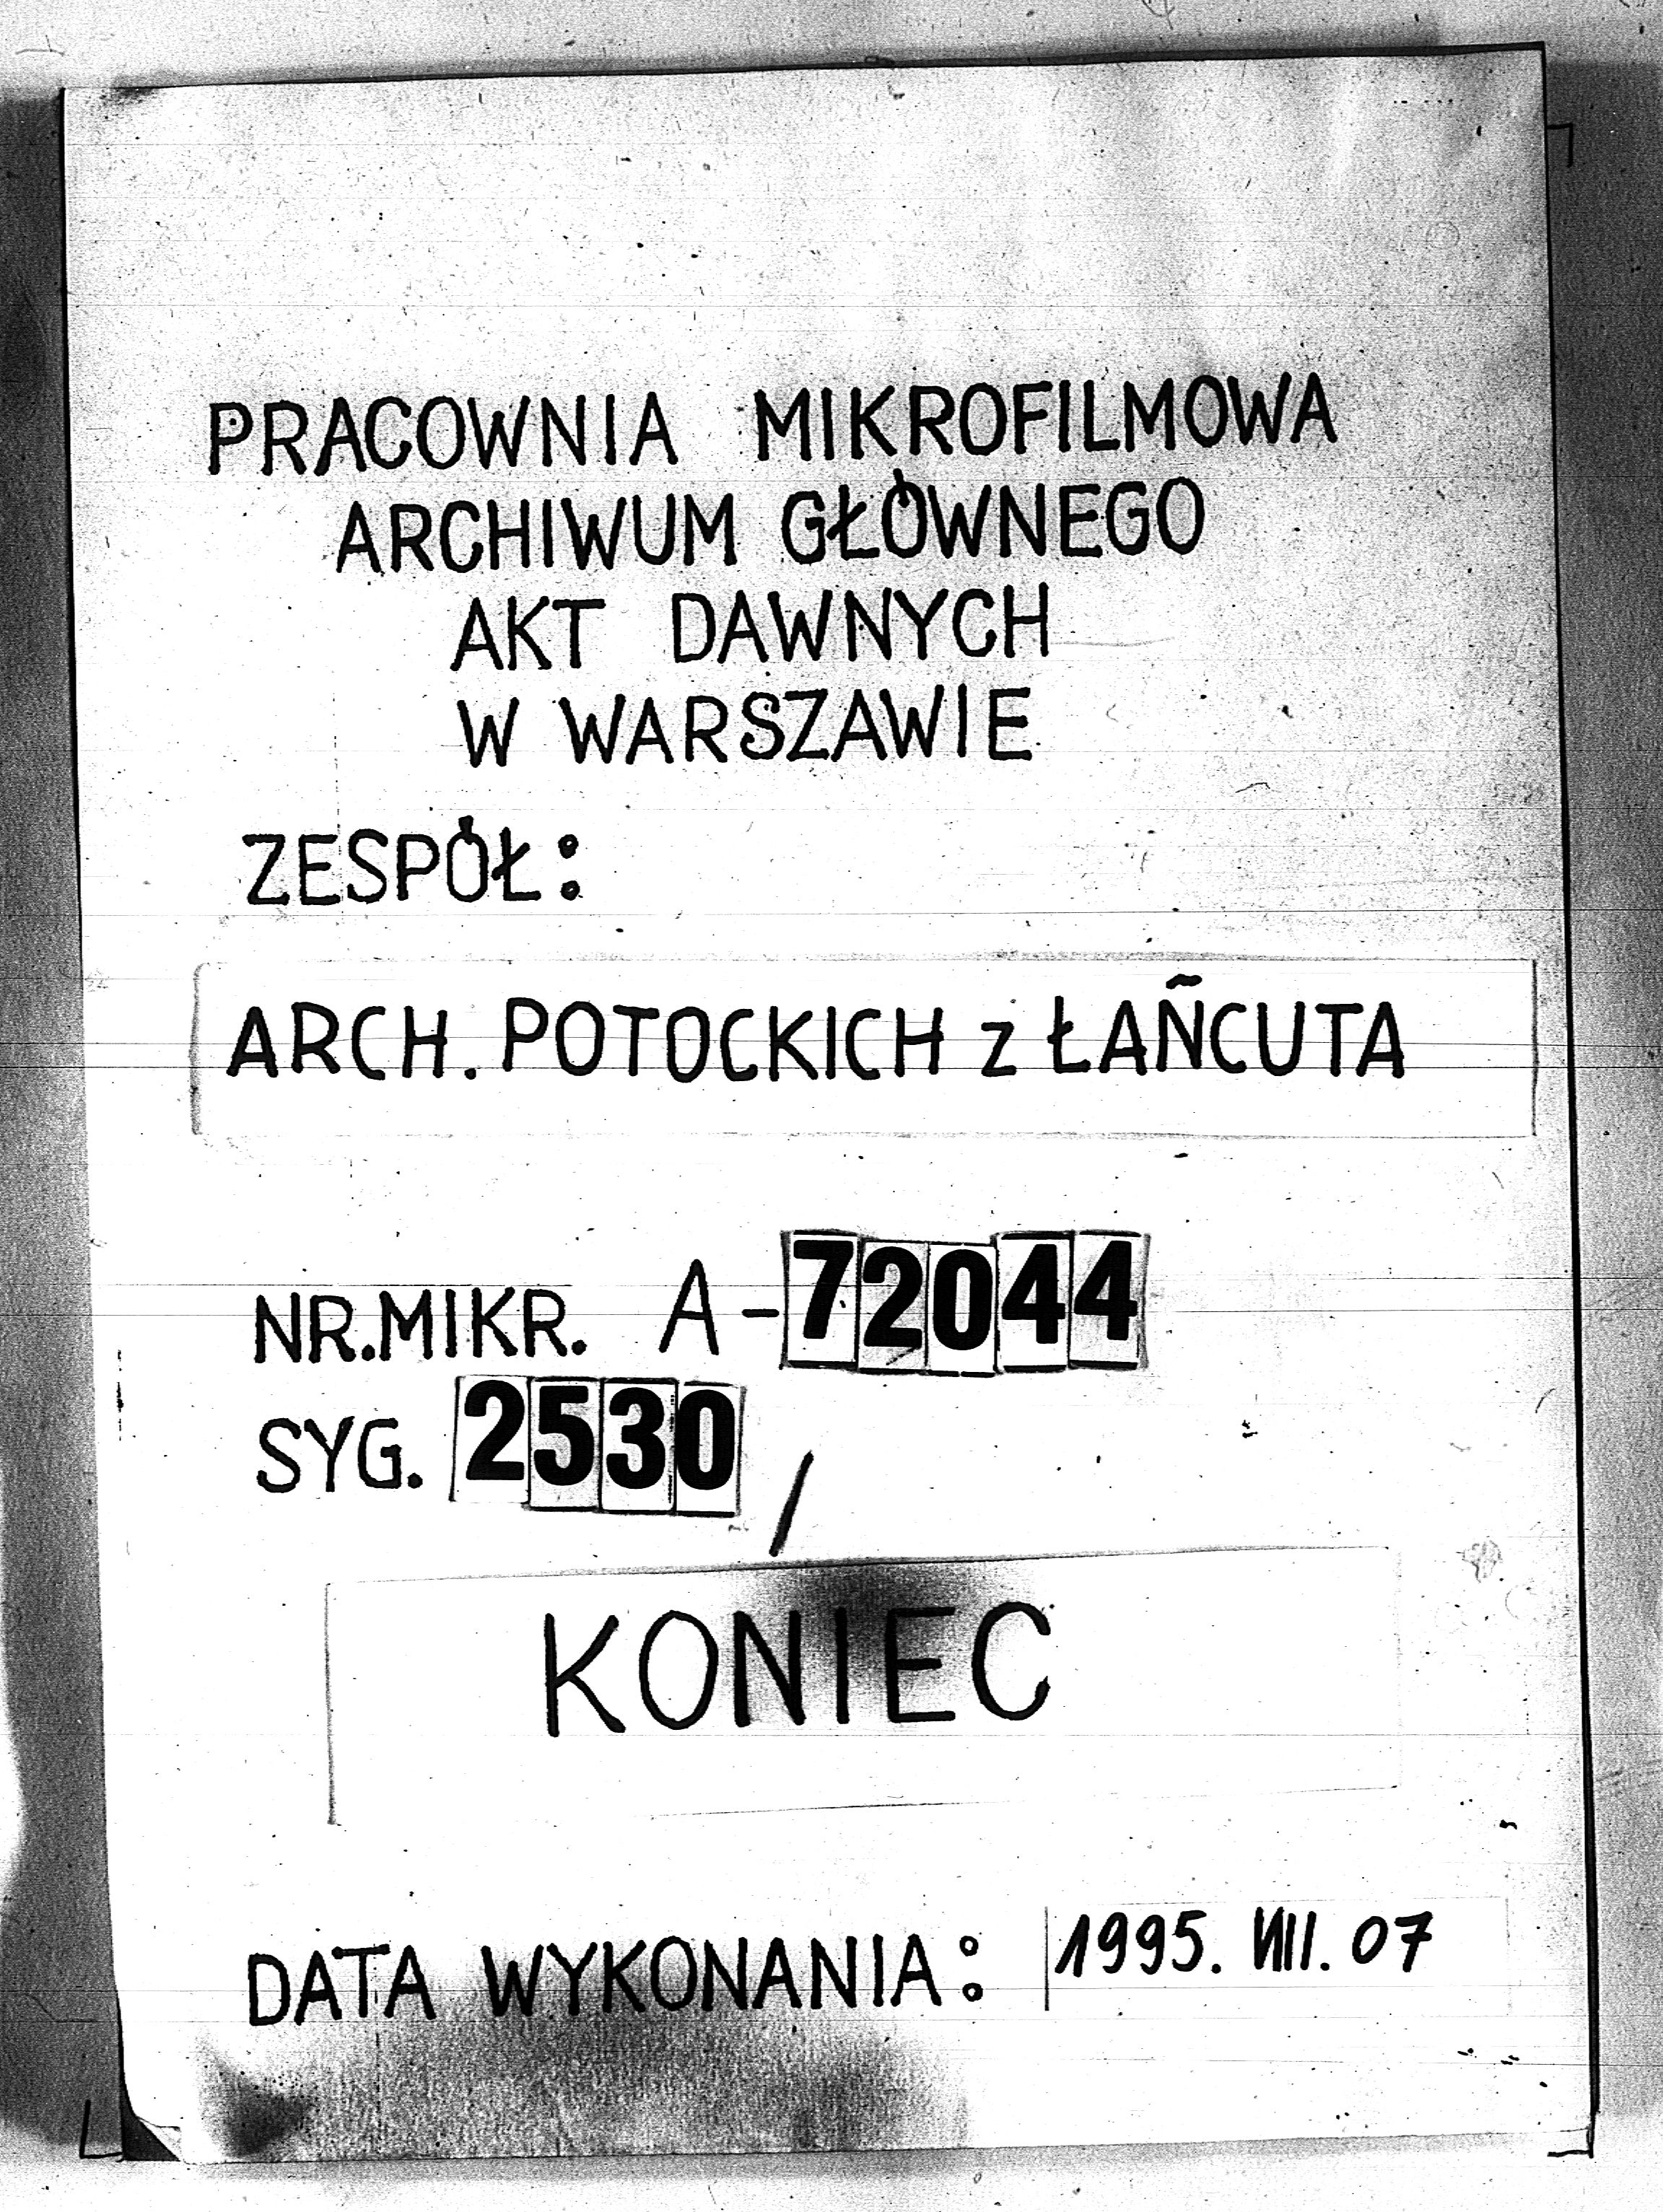 PRACOWNIA MIKROFILMOWA
ARCHIWUM GŁÓWNEGO
AKT DAWNYCH
W WARSZAWIE
ZESPÓŁ:
ARCH. POTOCKICH z ŁAŃCUTA
NR.MIKR. A-72044
SYG. 2530/
KONIEC
DATA WYKONANIA: 1995. VIII. 07